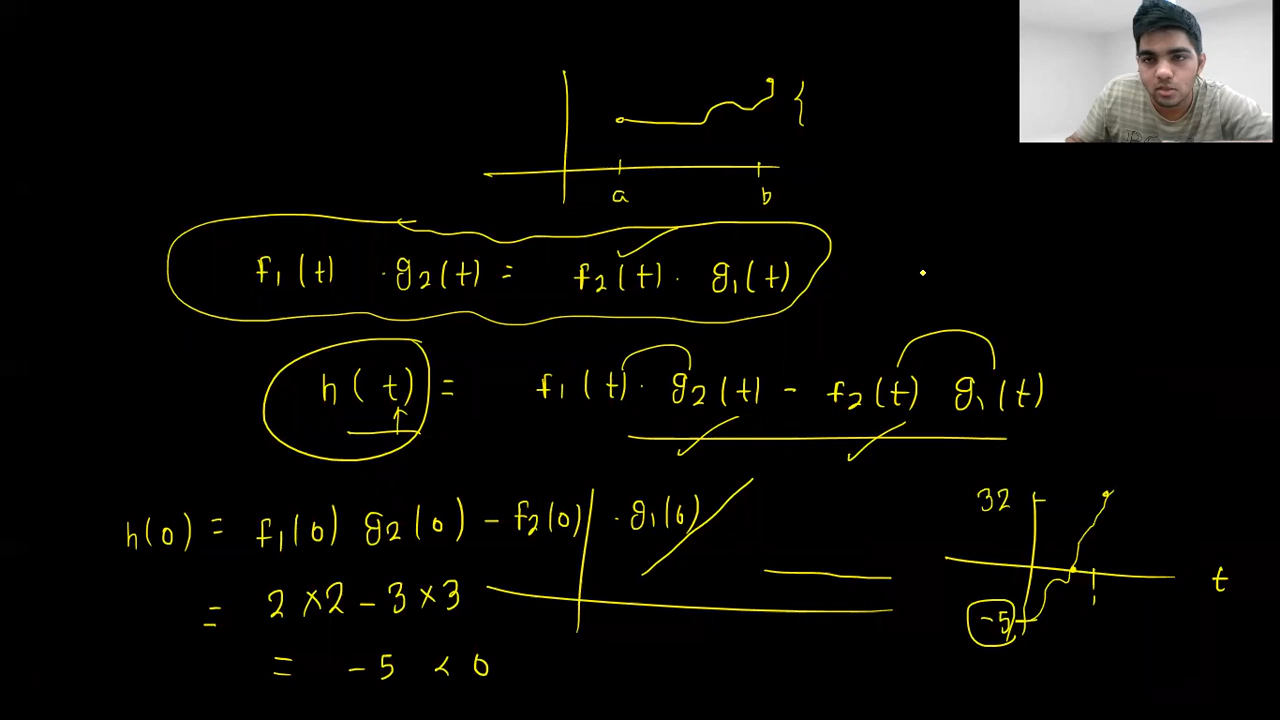 a b
f₁(t) · g₂(t) = f₂(t) · g₁(t)
h(t) = f₁(t) · g₂(t) - f₂(t) g₁(t)
h(0) = f₁(0) g₂(0) - f₂(0) · g₁(0)
= 2 × 2 - 3 × 3
= -5 < 0
32
t
1
-5